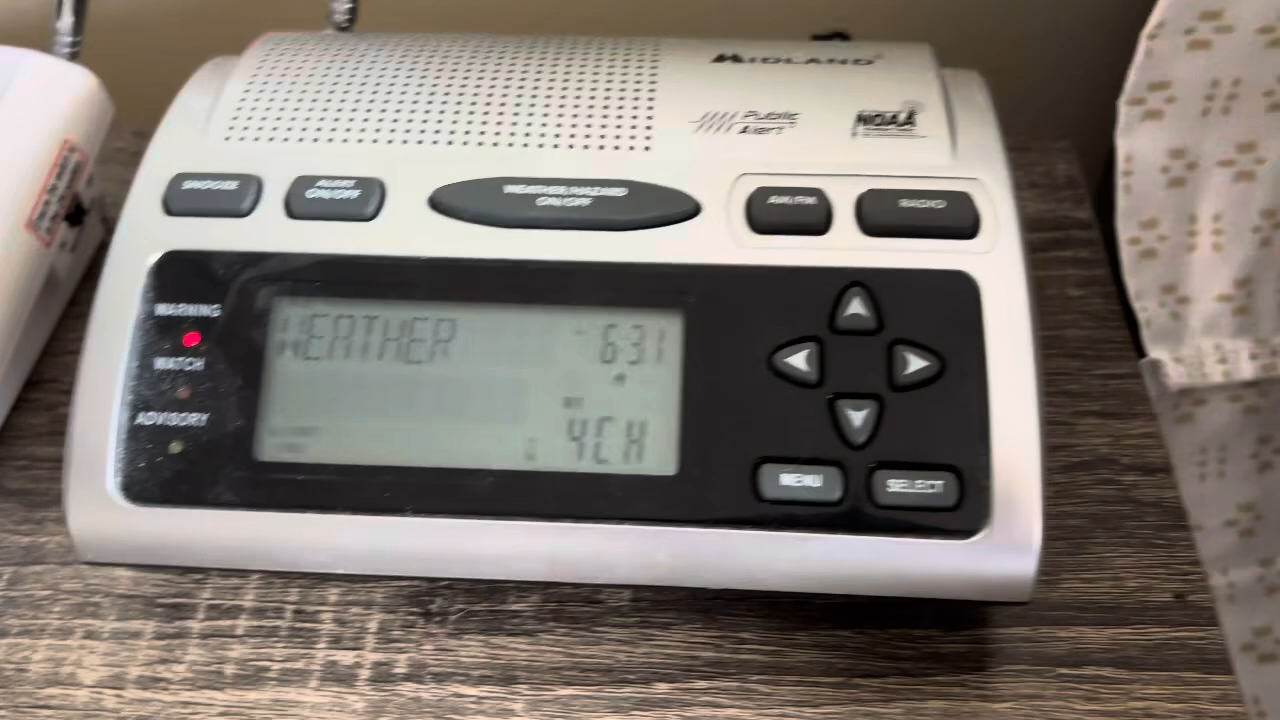 MIDLAND
Public
Alert
NOAA
SNOOZE
ALERT
ON/OFF
WEATHER/HAZARD
ON/OFF
AM/FM
RADIO
WARNING
WATCH
ADVISORY
WEATHER
6:31
4CH
MENU
SELECT